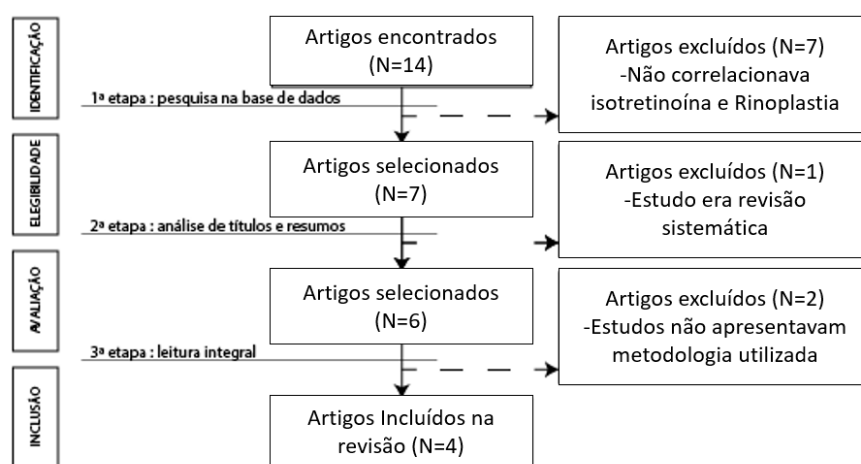 IDENTIFICAÇÃO
Artigos encontrados
(N=14)
Artigos excluídos (N=7)
-Não correlacionava
isotretinoína e Rinoplastia
1ª etapa : pesquisa na base de dados
ELEGIBILIDADE
Artigos selecionados
(N=7)
Artigos excluídos (N=1)
-Estudo era revisão
sistemática
2ª etapa : análise de títulos e resumos
AVALIAÇÃO
Artigos selecionados
(N=6)
Artigos excluídos (N=2)
-Estudos não apresentavam
metodologia utilizada
3ª etapa : leitura integral
INCLUSÃO
Artigos Incluídos na
revisão (N=4)